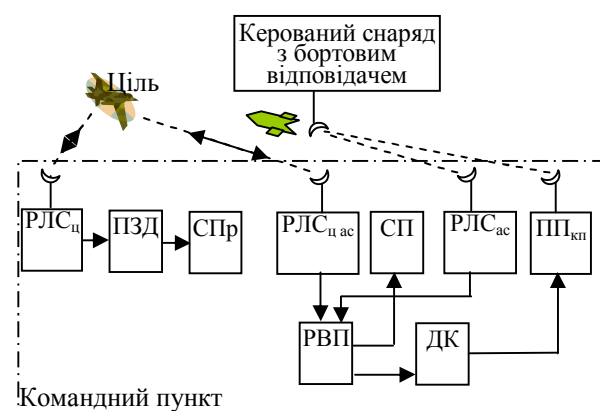 Керований снаряд
з бортовим
відповідачем
Ціль
РЛСц
ПЗД
СПр
РЛСц ас
СП
РЛСас
ППкп
РВП
ДК
Командний пункт